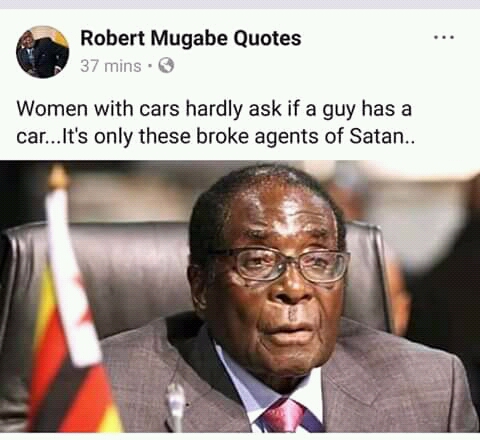 Robert Mugabe Quotes
37 mins ·
Women with cars hardly ask if a guy has a
car...It's only these broke agents of Satan..